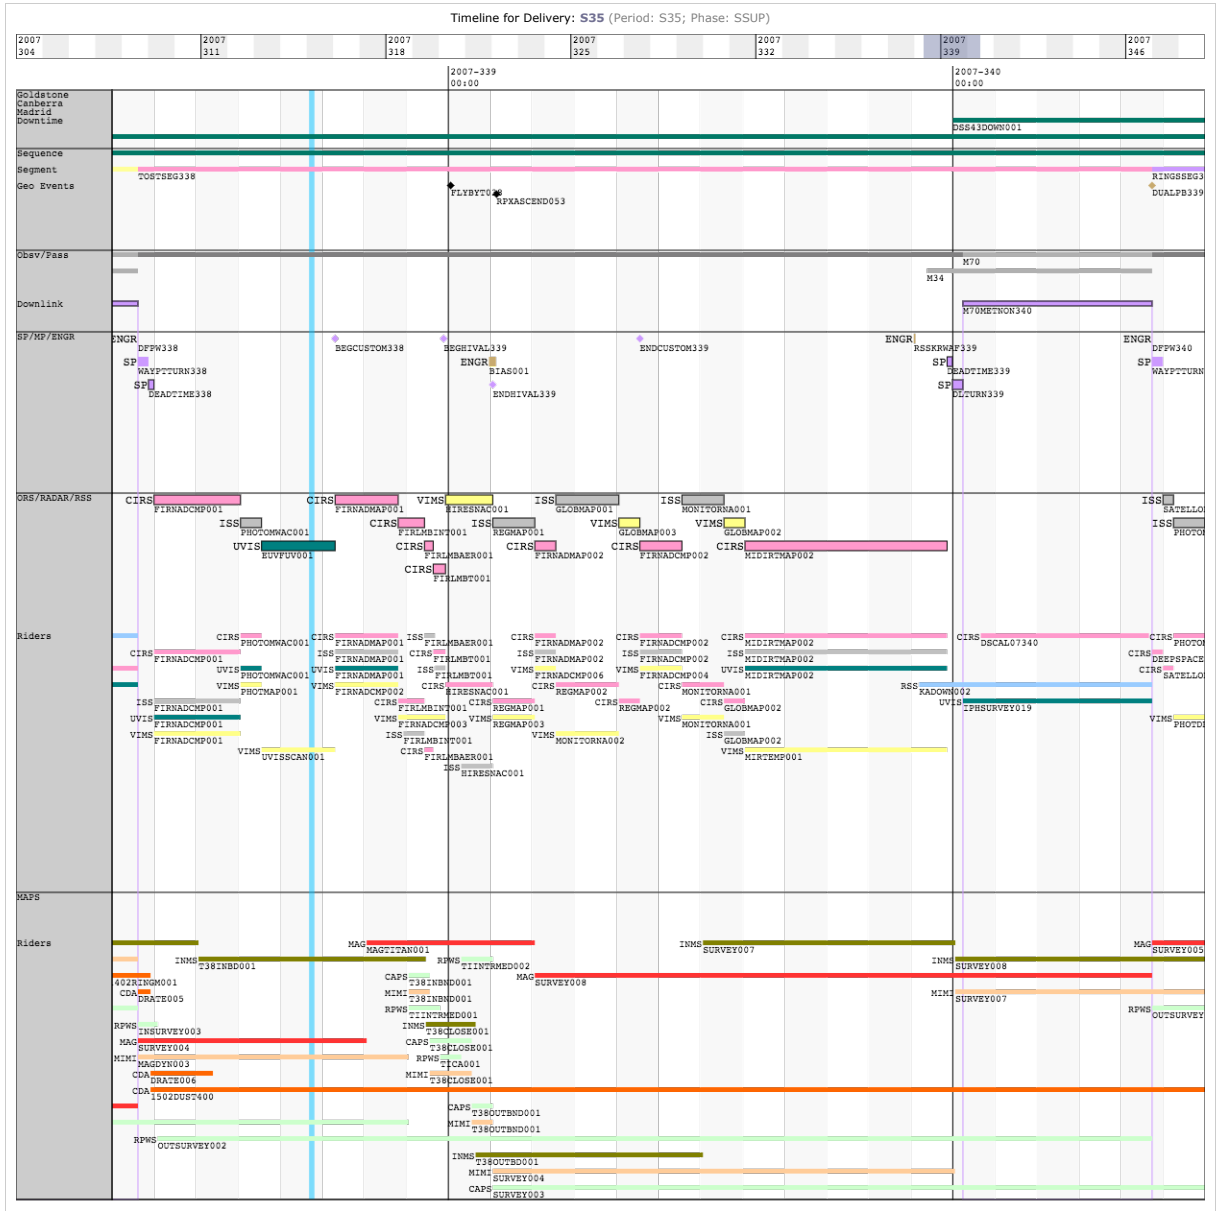 Timeline for Delivery: S35 (Period: S35; Phase: SSUP)
2007 2007 2007 2007 2007 2007 2007
304 311 318 325 332 339 346
2007-339 2007-340
00:00 00:00
Goldstone
Canberra
Madrid
Downtime
DSS43DOWN001
Sequence
Segment
TOSTSEG338 RINGSSEG3
Geo Events
FLYBYT038 DUALPB339
RPXASCEND053
Obsv/Pass
M70
M34
Downlink
M70METNON340
SP/MP/ENGR
ENGR ENGR ENGR
DFPW338 BEGCUSTOM338 BEGHIVAL339 ENDCUSTOM339 RSSKRWAF339 DFPW340
SP ENGR SP SP
WAYPTTURN338 BIAS001 DEADTIME339 WAYPTTURN
SP SP
DEADTIME338 ENDHIVAL339 DLTURN339
ORS/RADAR/RSS
CIRS CIRS VIMS ISS ISS ISS
FIRNADCMP001 FIRNADMAP001 HIRESNAC001 GLOBMAP001 MONITORNA001 SATELLO
ISS CIRS ISS VIMS VIMS ISS
PHOTOMWAC001 FIRLMBINT001 REGMAP001 GLOBMAP003 GLOBMAP002 PHOTO
UVIS CIRS CIRS CIRS CIRS
EUVFUV001 FIRLMBAER001 FIRNADMAP002 FIRNADCMP002 MIDIRTMAP002
CIRS
FIRLMBT001
Riders
CIRS CIRS ISS CIRS CIRS CIRS CIRS CIRS
PHOTOMWAC001 FIRNADMAP001 FIRLMBAER001 FIRNADMAP002 FIRNADCMP002 MIDIRTMAP002 DSCAL07340 PHOTO
CIRS ISS CIRS ISS ISS ISS CIRS
FIRNADCMP001 FIRNADMAP001 FIRLMBT001 FIRNADMAP002 FIRNADCMP002 MIDIRTMAP002 DEEPSPACE
UVIS UVIS ISS VIMS VIMS UVIS CIRS
PHOTOMWAC001 FIRNADMAP001 FIRLMBT001 FIRNADCMP006 FIRNADCMP004 MIDIRTMAP002 SATELLO
VIMS VIMS CIRS CIRS CIRS RSS
PHOTMAP001 FIRNADCMP002 HIRESNAC001 REGMAP002 MONITORNA001 KADOWN002
ISS CIRS CIRS CIRS CIRS UVIS
FIRNADCMP001 FIRLMBINT001 REGMAP001 REGMAP002 GLOBMAP002 IPHSURVEY019
UVIS VIMS VIMS VIMS VIMS
FIRNADCMP001 FIRNADCMP003 REGMAP003 MONITORNA001 PHOTDI
VIMS ISS VIMS ISS
FIRNADCMP001 FIRLMBINT001 MONITORNA002 GLOBMAP002
VIMS CIRS VIMS
UVISSCAN001 FIRLMBAER001 MIRTEMP001
ISS
HIRESNAC001
MAPS
Riders
MAG INMS MAG
MAGTITAN001 SURVEY007 SURVEY005
INMS RPWS INMS
T38INBD001 TIINTRMED002 SURVEY008
CAPS MAG
402RINGM001 T38INBND001 SURVEY008
CDA MIMI MIMI
DRATE005 T38INBND001 SURVEY007
RPWS RPWS
TIINTRMED001 OUTSURVEY
RPWS INMS
INSURVEY003 T38CLOSE001
MAG CAPS
SURVEY004 T38CLOSE001
MIMI RPWS
MAGDYN003 TICA001
CDA MIMI
DRATE006 T38CLOSE001
CDA
1502DUST400
CAPS
T38OUTBND001
MIMI
T38OUTBND001
RPWS
OUTSURVEY002
INMS
T38OUTBD001
MIMI
SURVEY004
CAPS
SURVEY003